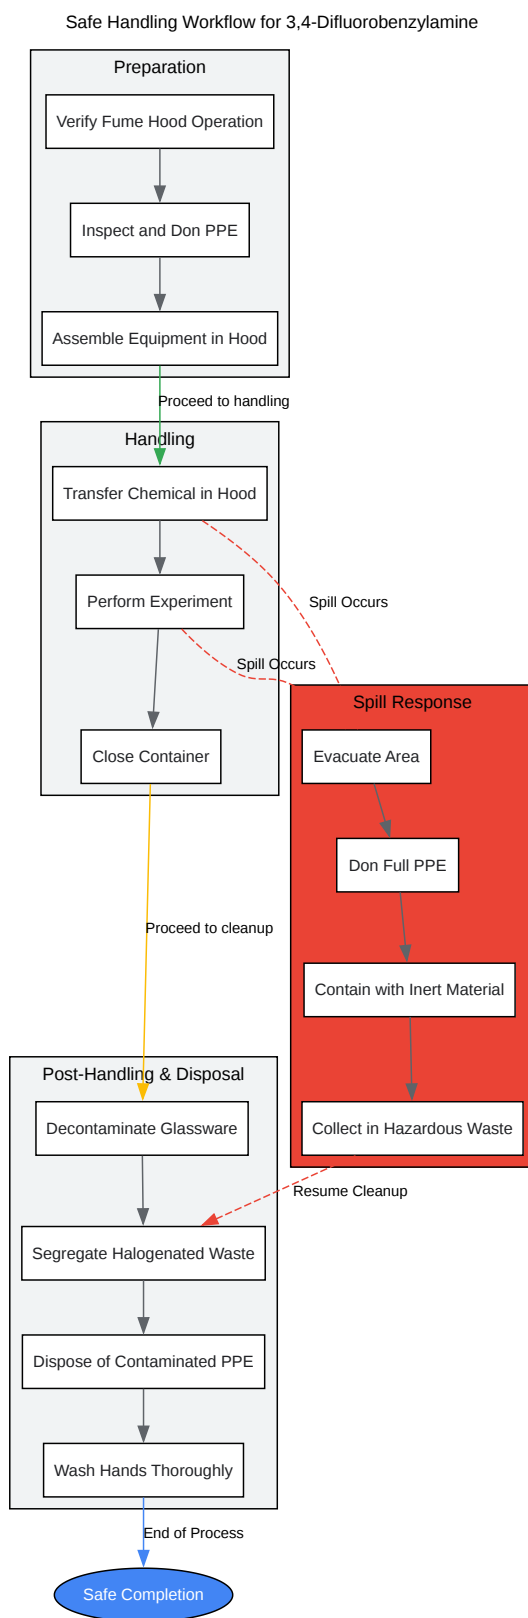 Safe Handling Workflow for 3,4-Difluorobenzylamine
Preparation
Verify Fume Hood Operation
Inspect and Don PPE
Assemble Equipment in Hood
Proceed to handling
Handling
Transfer Chemical in Hood
Perform Experiment
Spill Occurs
Spill Occurs
Close Container
Spill Response
Evacuate Area
Don Full PPE
Contain with Inert Material
Collect in Hazardous Waste
Proceed to cleanup
Resume Cleanup
Post-Handling & Disposal
Decontaminate Glassware
Segregate Halogenated Waste
Dispose of Contaminated PPE
Wash Hands Thoroughly
End of Process
Safe Completion